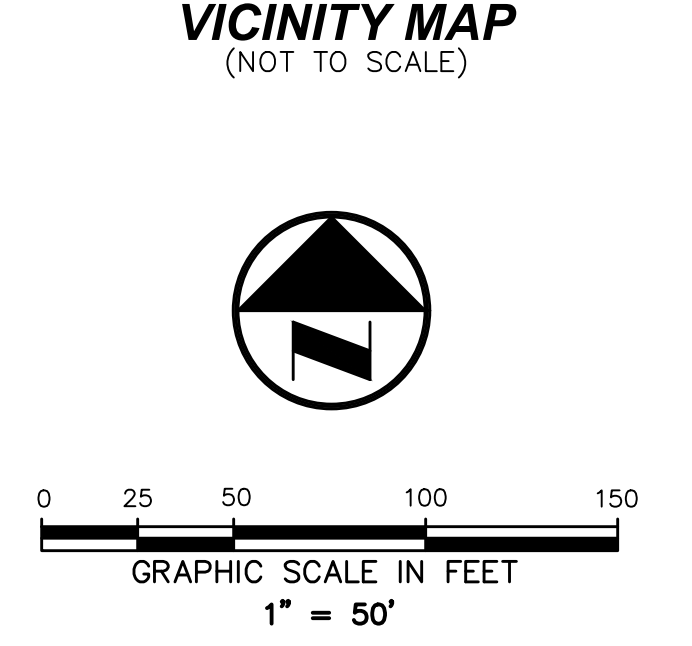 VICINITY MAP
(NOT TO SCALE)
N
0 25 50 100 150
GRAPHIC SCALE IN FEET
1" = 50'